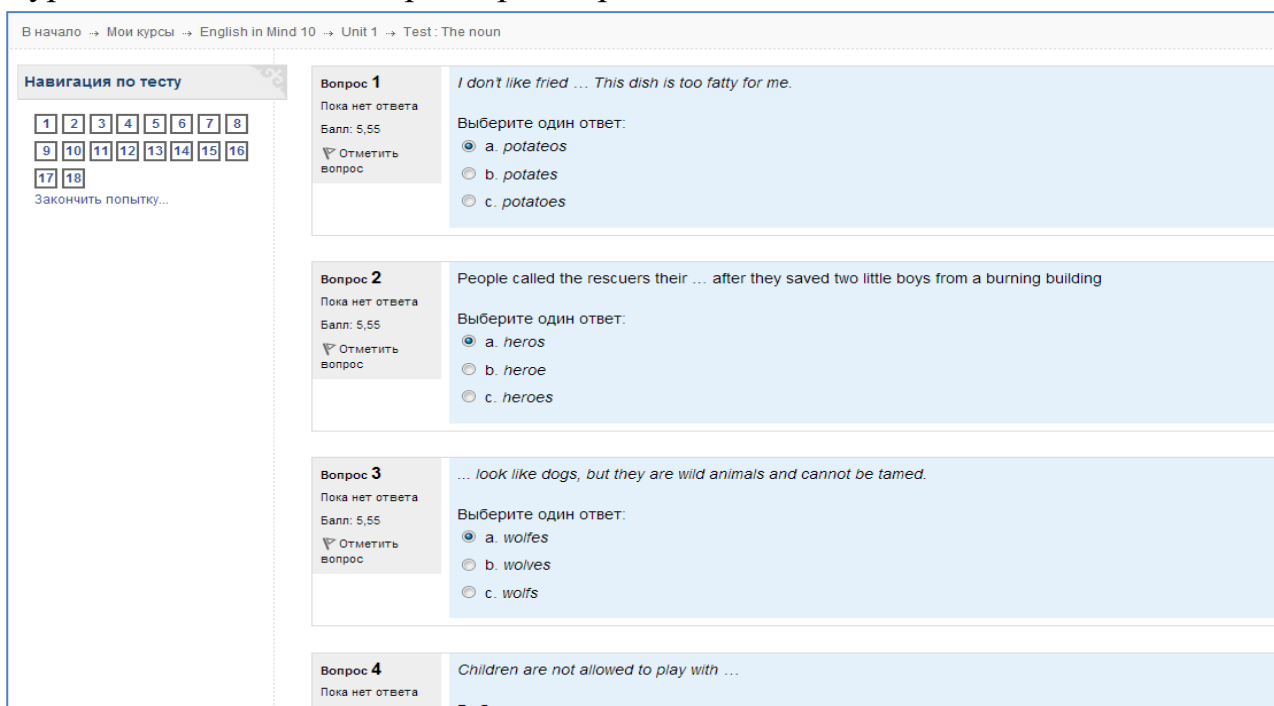 В начало → Мои курсы → English in Mind 10 → Unit 1 → Test : The noun
Навигация по тесту
1 2 3 4 5 6 7 8
9 10 11 12 13 14 15 16
17 18
Закончить попытку...
Вопрос 1
Пока нет ответа
Балл: 5,55
Отметить
вопрос
I don't like fried … This dish is too fatty for me.
Выберите один ответ:
a. potateos
b. potates
c. potatoes
Вопрос 2
Пока нет ответа
Балл: 5,55
Отметить
вопрос
People called the rescuers their … after they saved two little boys from a burning building
Выберите один ответ:
a. heros
b. heroe
c. heroes
Вопрос 3
Пока нет ответа
Балл: 5,55
Отметить
вопрос
… look like dogs, but they are wild animals and cannot be tamed.
Выберите один ответ:
a. wolfes
b. wolves
c. wolfs
Вопрос 4
Пока нет ответа
Children are not allowed to play with …